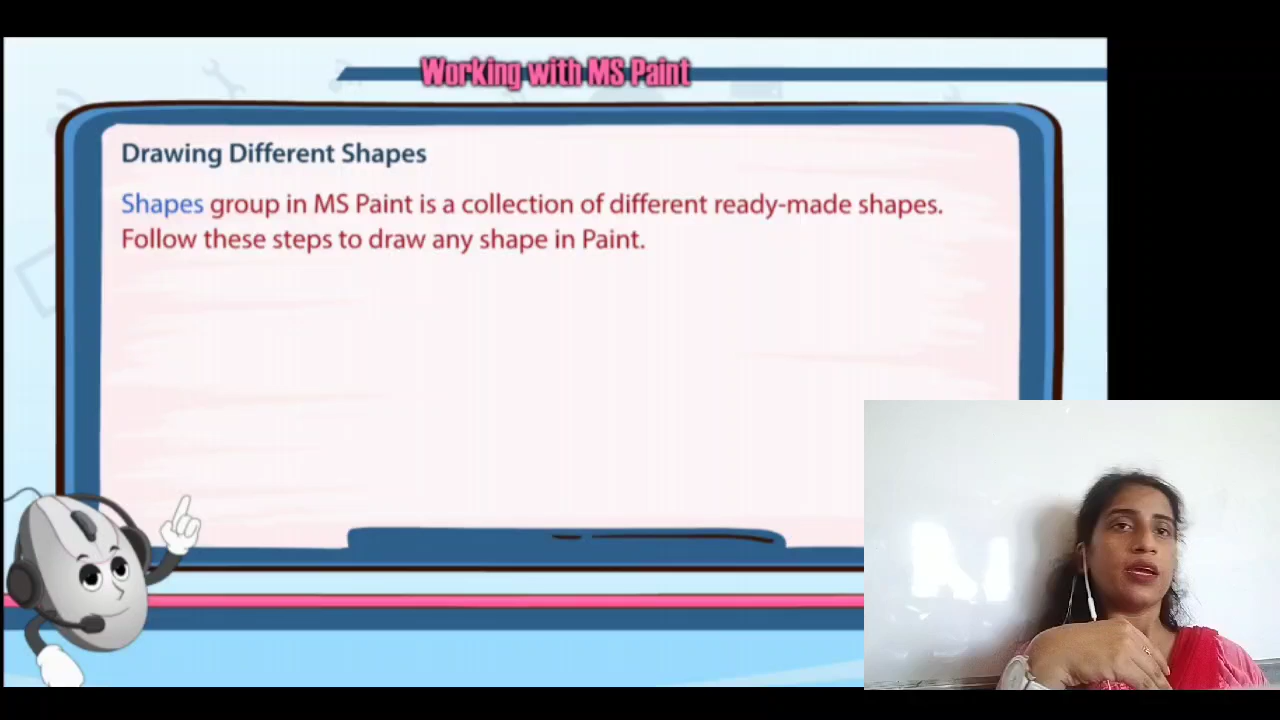 Working with MS Paint
Drawing Different Shapes
Shapes group in MS Paint is a collection of different ready-made shapes.
Follow these steps to draw any shape in Paint.